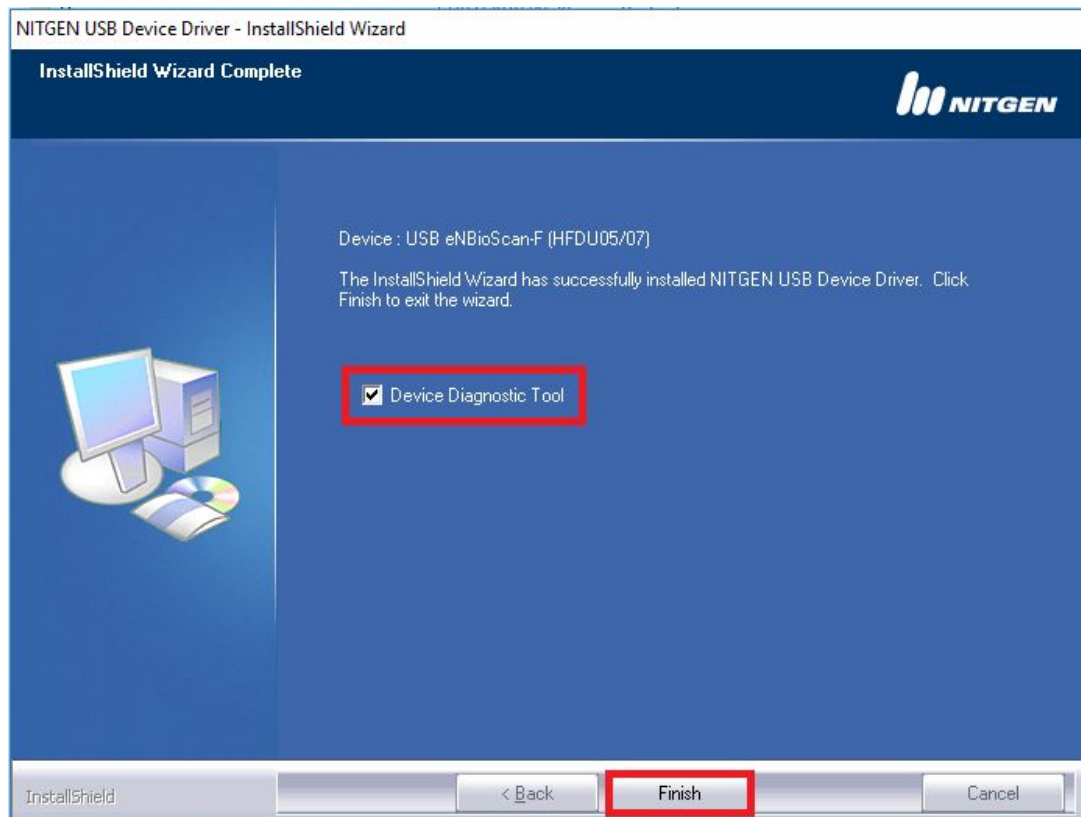 NITGEN USB Device Driver - InstallShield Wizard
InstallShield Wizard Complete
NITGEN
Device : USB eNBioScan-F (HFDU05/07)
The InstallShield Wizard has successfully installed NITGEN USB Device Driver. Click
Finish to exit the wizard.
Device Diagnostic Tool
InstallShield
< Back
Finish
Cancel